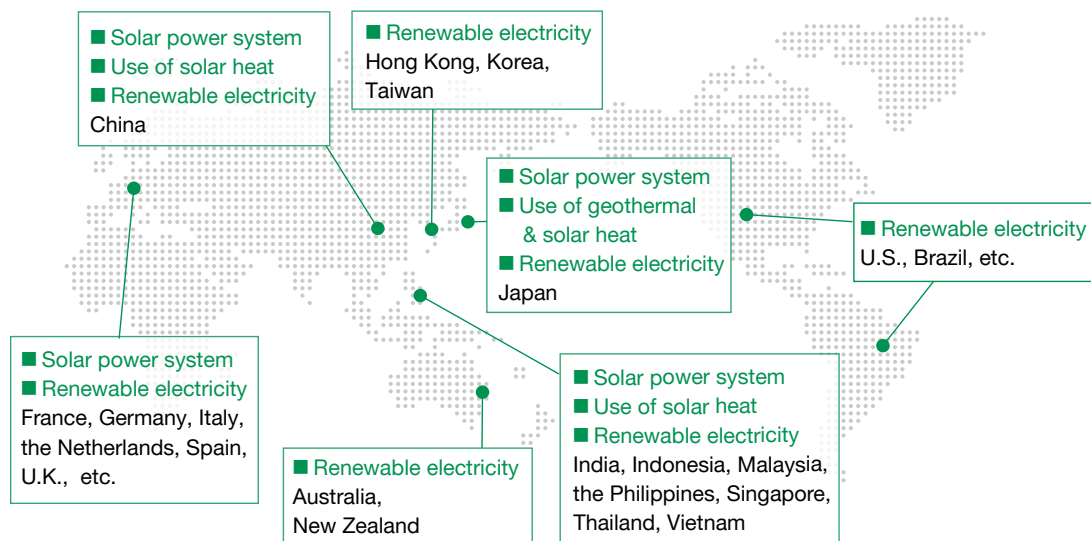 ■ Solar power system
■ Use of solar heat
■ Renewable electricity
China
■ Renewable electricity
Hong Kong, Korea,
Taiwan
■ Solar power system
■ Use of geothermal
& solar heat
■ Renewable electricity
Japan
■ Renewable electricity
U.S., Brazil, etc.
■ Solar power system
■ Renewable electricity
France, Germany, Italy,
the Netherlands, Spain,
U.K., etc.
■ Renewable electricity
Australia,
New Zealand
■ Solar power system
■ Use of solar heat
■ Renewable electricity
India, Indonesia, Malaysia,
the Philippines, Singapore,
Thailand, Vietnam